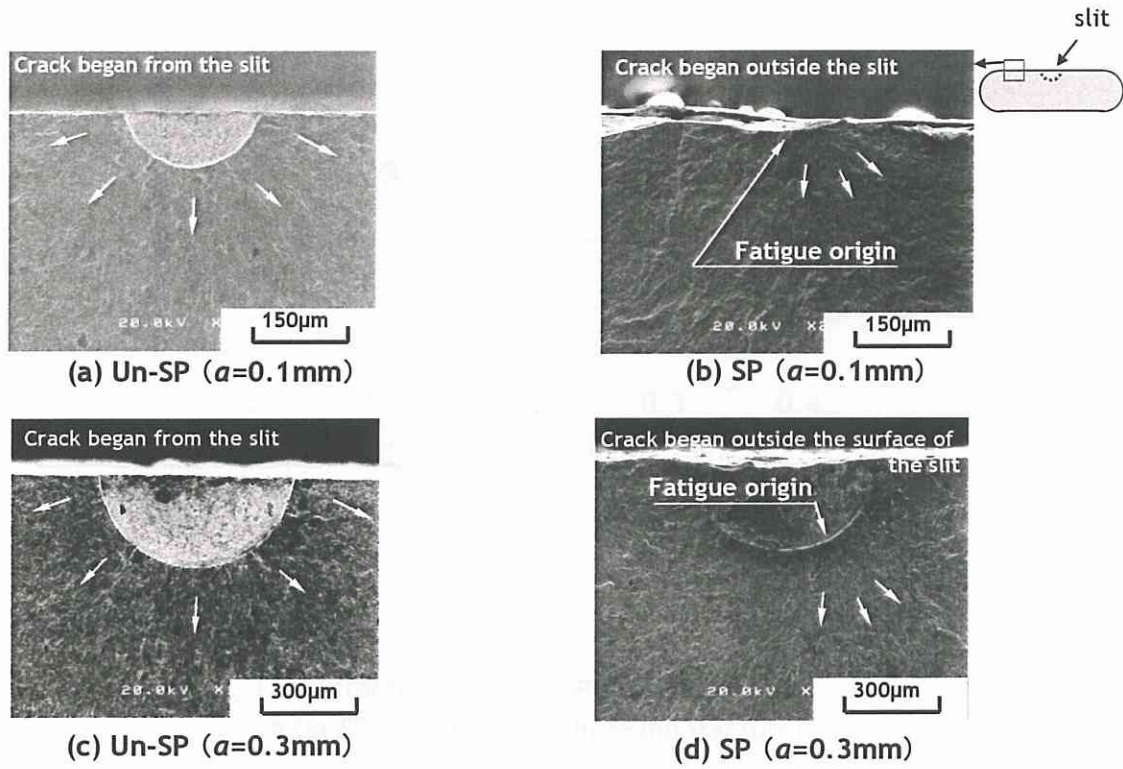 slit
Crack began from the slit
Crack began outside the slit
Fatigue origin
20.0kV X
150μm
20.0kV X
150μm
(a) Un-SP (a=0.1mm)
(b) SP (a=0.1mm)
Crack began from the slit
Crack began outside the surface of
the slit
Fatigue origin
20.0kV X
300μm
20.0kV X
300μm
(c) Un-SP (a=0.3mm)
(d) SP (a=0.3mm)